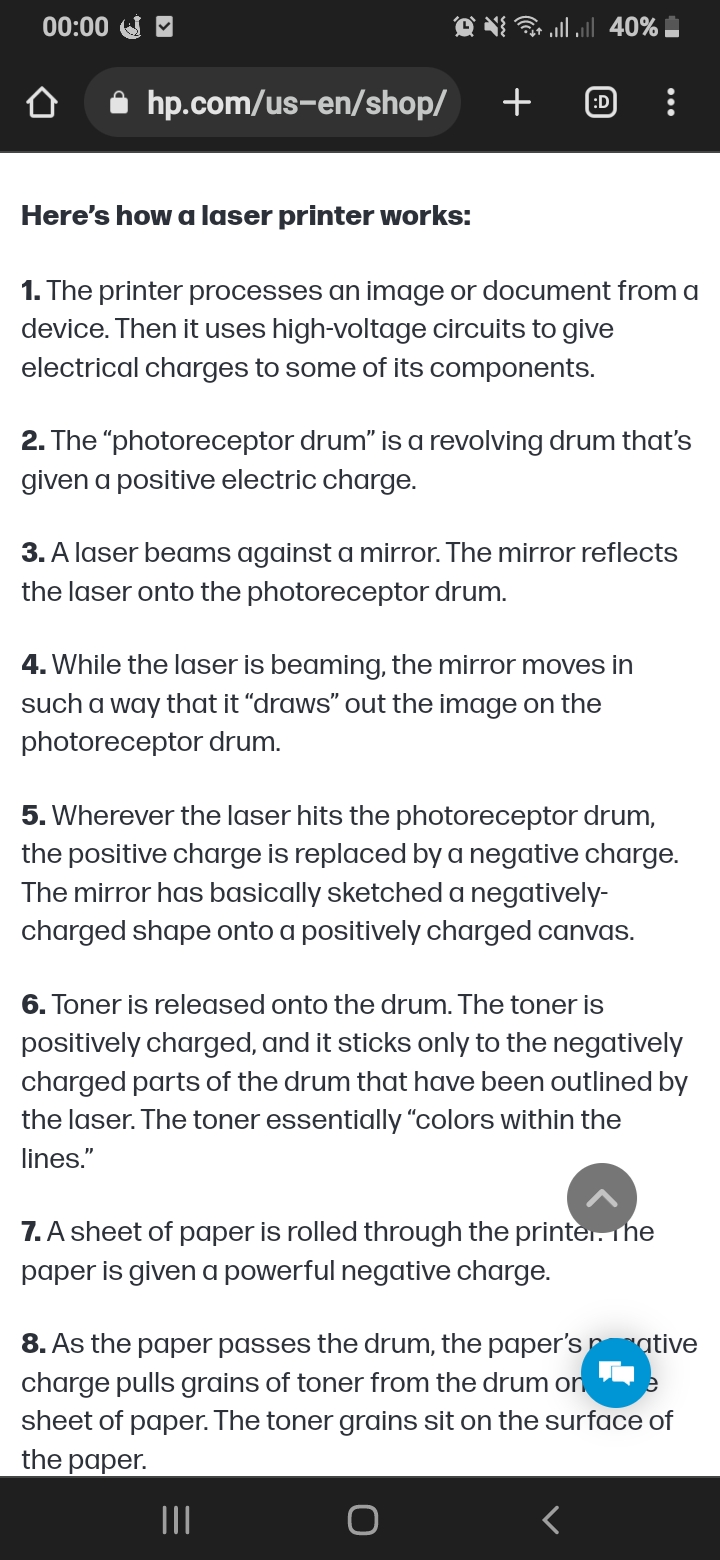 00:00
40%
hp.com/us-en/shop/
:D
Here's how a laser printer works:
1. The printer processes an image or document from a
device. Then it uses high-voltage circuits to give
electrical charges to some of its components.
2. The “photoreceptor drum” is a revolving drum that's
given a positive electric charge.
3. A laser beams against a mirror. The mirror reflects
the laser onto the photoreceptor drum.
4. While the laser is beaming, the mirror moves in
such a way that it “draws” out the image on the
photoreceptor drum.
5. Wherever the laser hits the photoreceptor drum,
the positive charge is replaced by a negative charge.
The mirror has basically sketched a negatively-
charged shape onto a positively charged canvas.
6. Toner is released onto the drum. The toner is
positively charged, and it sticks only to the negatively
charged parts of the drum that have been outlined by
the laser. The toner essentially “colors within the
lines.”
7. A sheet of paper is rolled through the printer. The
paper is given a powerful negative charge.
8. As the paper passes the drum, the paper's negative
charge pulls grains of toner from the drum
sheet of paper. The toner grains sit on the surface of
the paper.